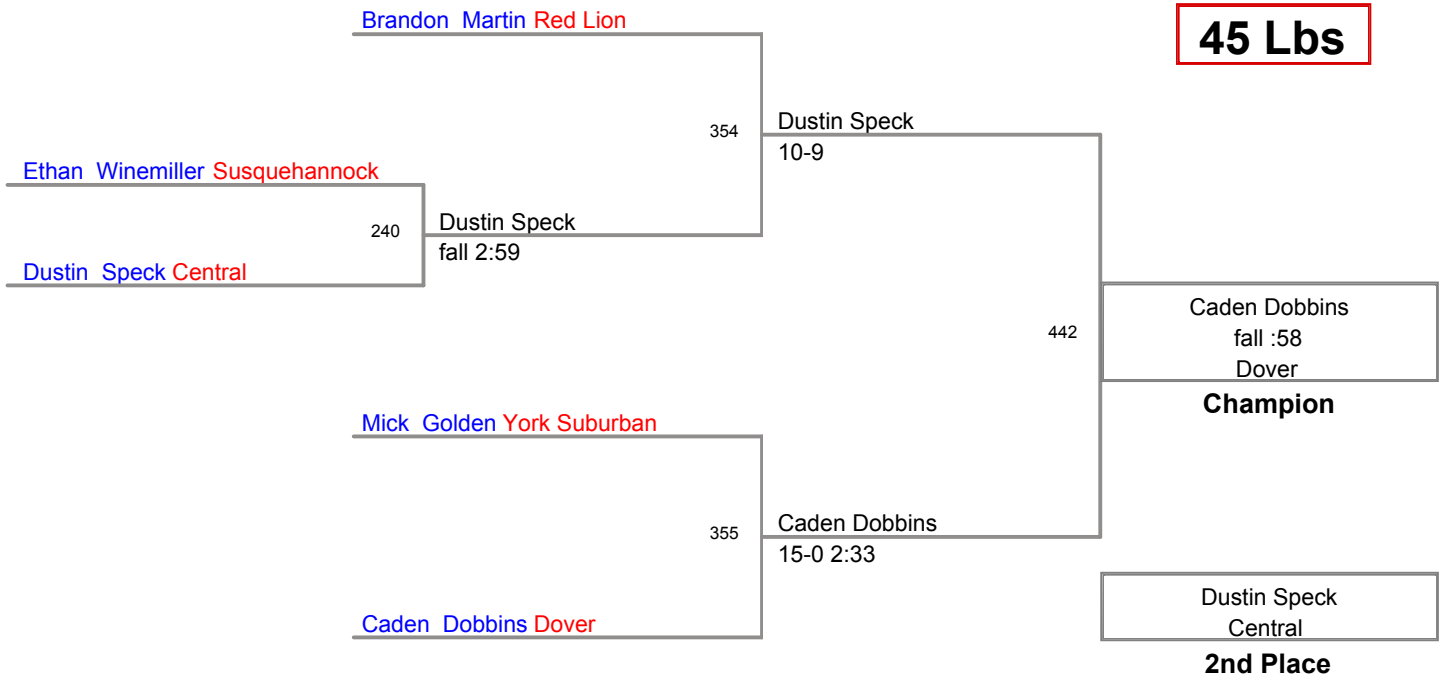 Brandon  Martin Red Lion
45 Lbs
354
Dustin Speck
10-9
Ethan  Winemiller Susquehannock
240
Dustin Speck
fall 2:59
Dustin  Speck Central
442
Caden Dobbins
fall :58
Dover
Champion
Mick  Golden York Suburban
355
Caden Dobbins
15-0 2:33
Caden  Dobbins Dover
Dustin Speck
Central
2nd Place